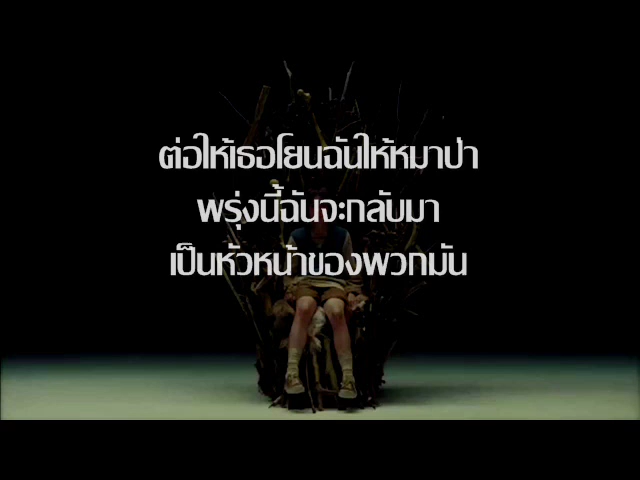 ต่อให้เธอโยนฉันให้หมาป่า
พรุ่งนี้ฉันจะกลับมา
เป็นหัวหน้าของพวกมัน